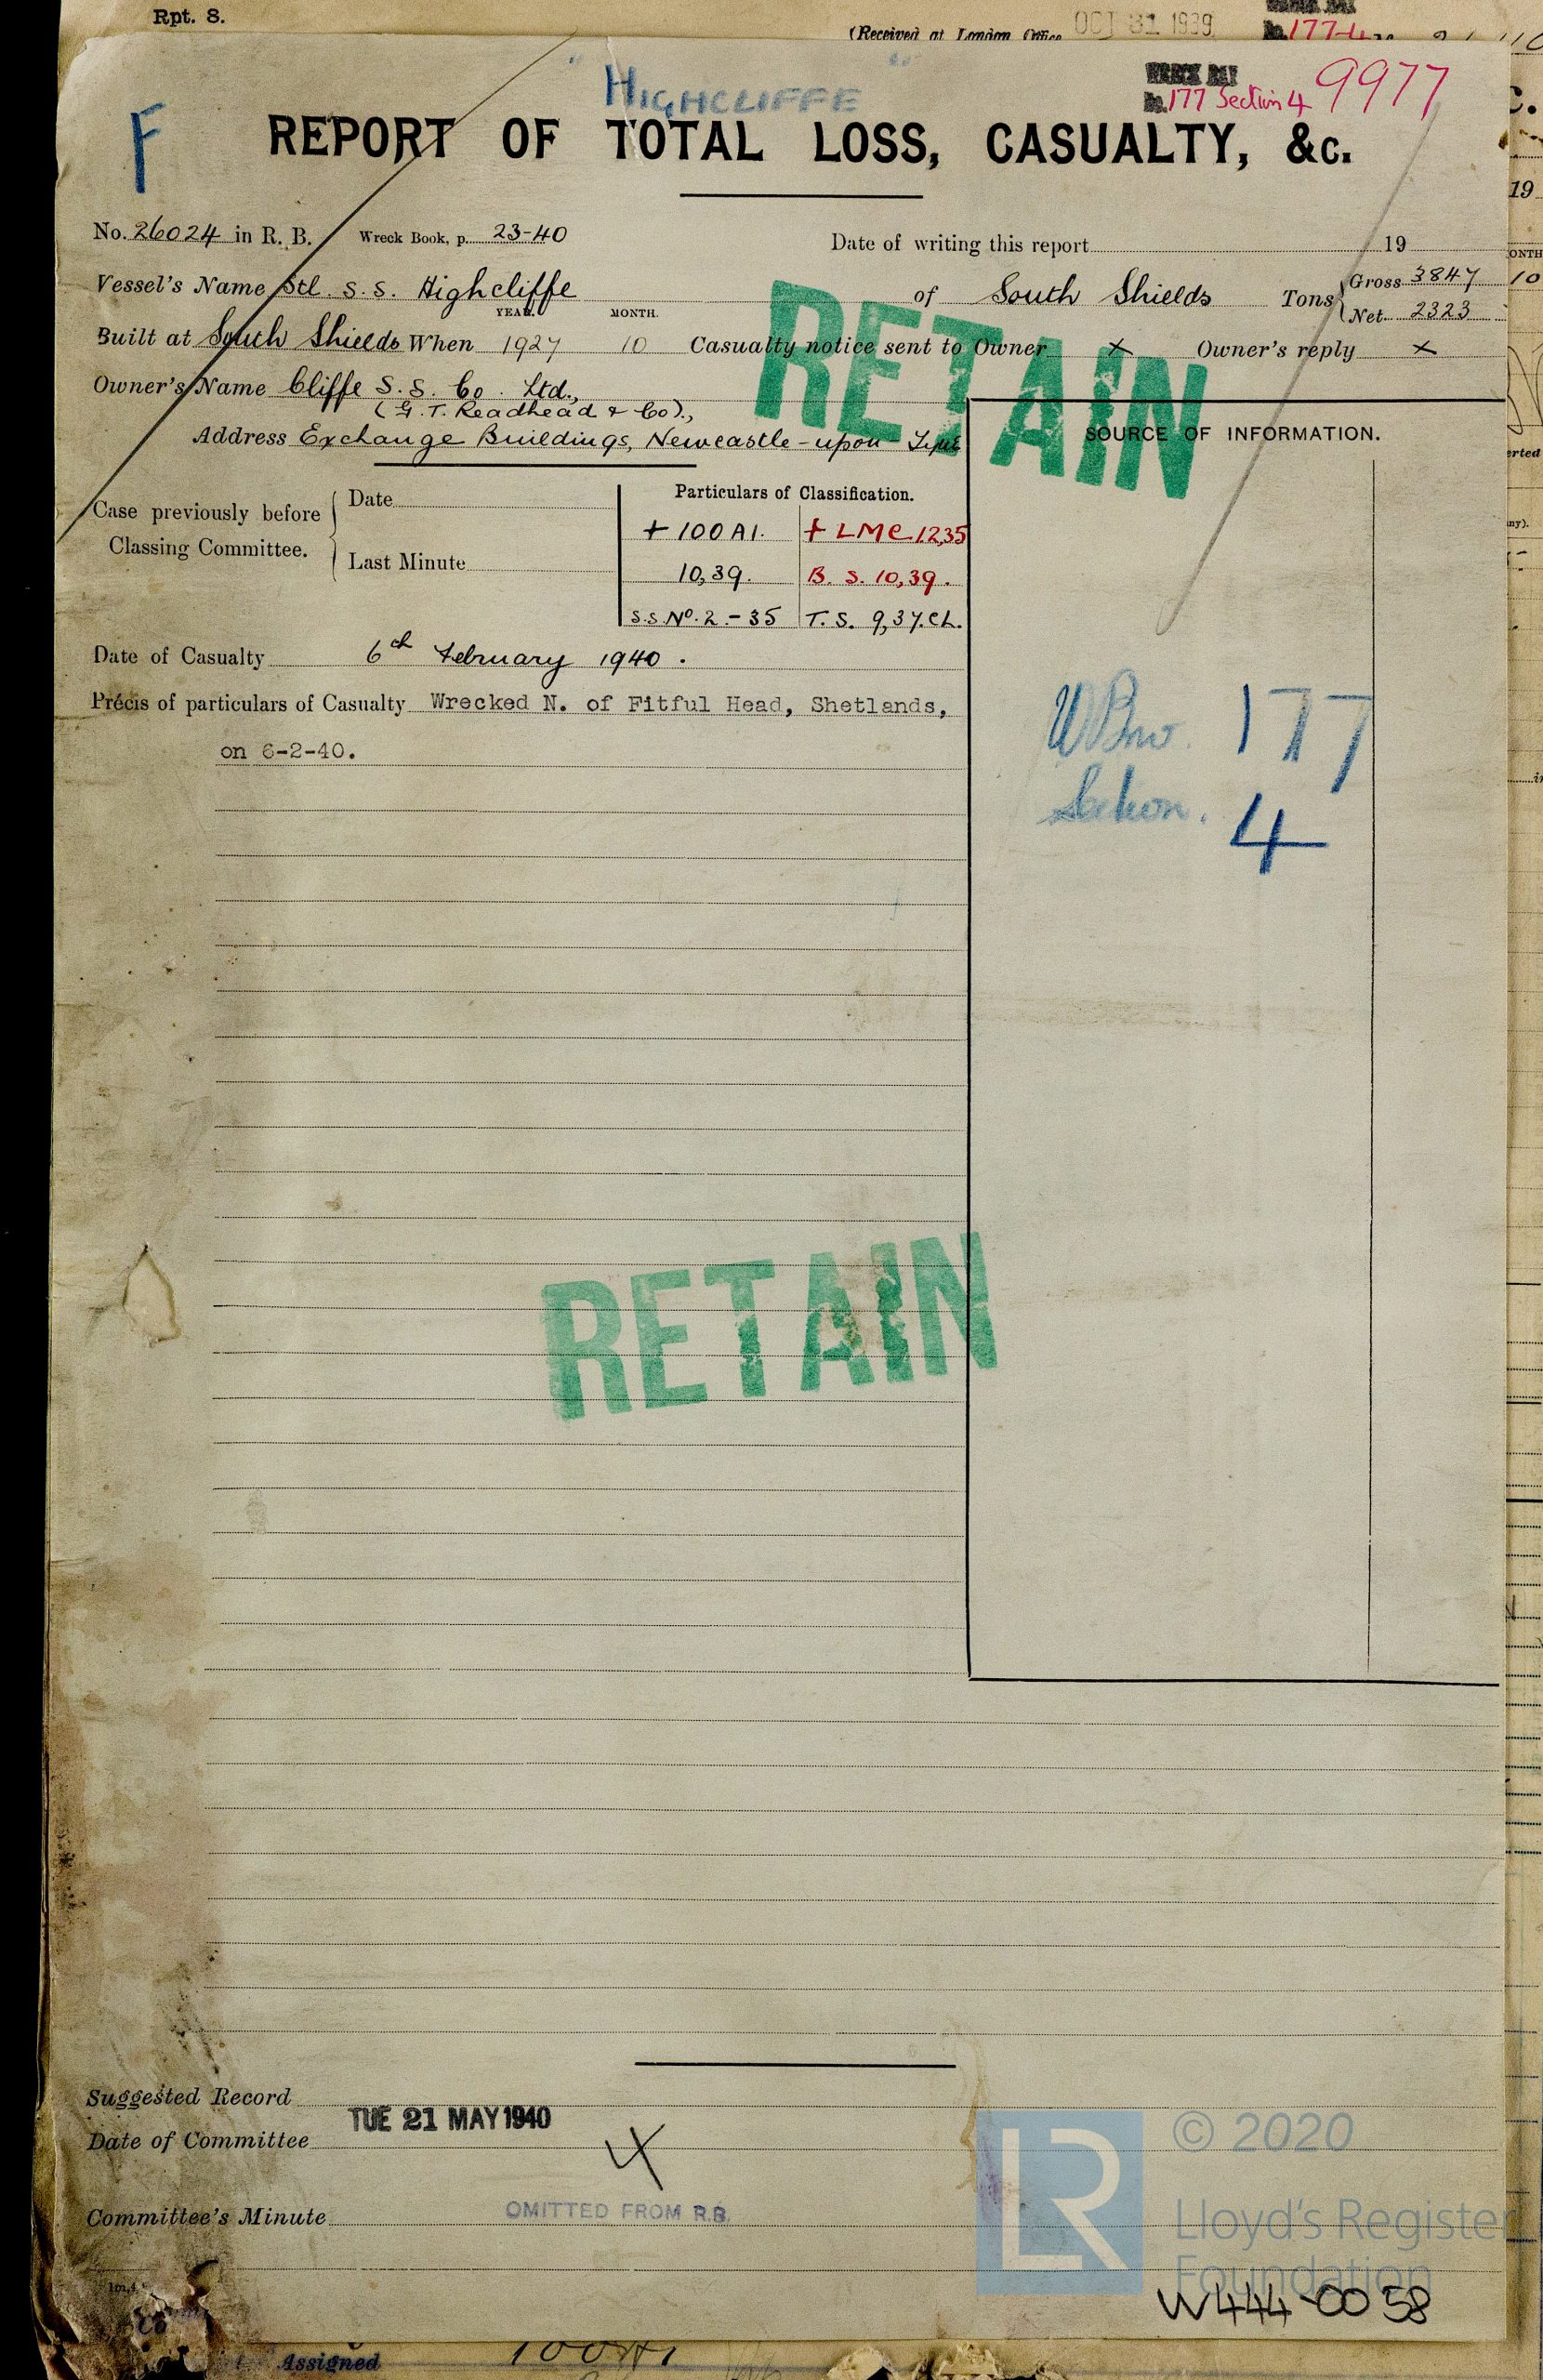 Rpt. 8.
(Received at London Office OCT 31 1939
177-4
HIGHCLIFFE
F
177 Section 4 9977
REPORT OF TOTAL LOSS, CASUALTY, &c.
No. 26024 in R. B. Wreck Book, p. 23-40
Date of writing this report 19
Vessel's Name Stl. S.S. Highcliffe of South Shields Tons Gross 3847
Net 2323
YEAR. MONTH.
Built at South Shields When 1927 10 Casualty notice sent to Owner × Owner's reply ×
Owner's Name Cliffe S.S. Co. Ltd.,
(G.T. Readhead & Co).,
Address Exchange Buildings, Newcastle-upon-Tyne
RETAIN
SOURCE OF INFORMATION.
Case previously before Classing Committee.
Date
Last Minute
Particulars of Classification.
+ 100 A1. + LMC 12,35
10,39. B. S. 10,39.
S.S. No. 2.-35 T. S. 9,37. CL.
Date of Casualty 6th February 1940.
Précis of particulars of Casualty Wrecked N. of Fitful Head, Shetlands,
on 6-2-40.
177
Section. 4
RETAIN
Suggested Record
TUE 21 MAY 1940
Date of Committee
Committee's Minute OMITTED FROM R.B.
© 2020
LR
Lloyd's Register
Foundation
W444-0058
Assigned 100A1